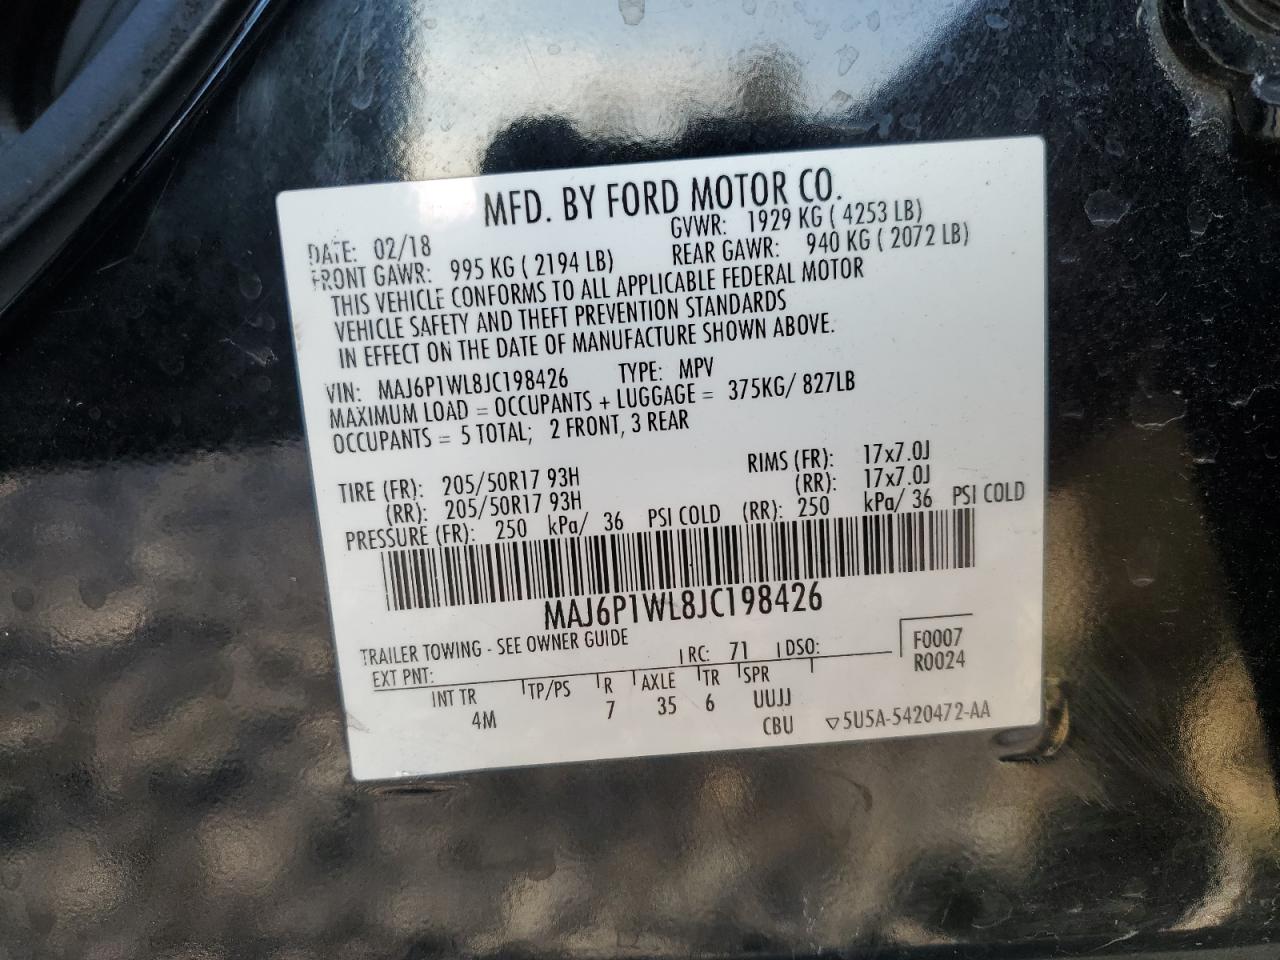 MFD. BY FORD MOTOR CO.
DATE: 02/18 GVWR: 1929 KG ( 4253 LB)
FRONT GAWR: 995 KG ( 2194 LB) REAR GAWR: 940 KG ( 2072 LB)
THIS VEHICLE CONFORMS TO ALL APPLICABLE FEDERAL MOTOR
VEHICLE SAFETY AND THEFT PREVENTION STANDARDS
IN EFFECT ON THE DATE OF MANUFACTURE SHOWN ABOVE.
VIN: MAJ6P1WL8JC198426 TYPE: MPV
MAXIMUM LOAD = OCCUPANTS + LUGGAGE = 375KG/ 827LB
OCCUPANTS = 5 TOTAL; 2 FRONT, 3 REAR
TIRE (FR): 205/50R17 93H RIMS (FR): 17x7.0J
(RR): 205/50R17 93H (RR): 17x7.0J
PRESSURE (FR): 250 kPa/ 36 PSI COLD (RR): 250 kPa/ 36 PSI COLD
MAJ6P1WL8JC198426
TRAILER TOWING - SEE OWNER GUIDE
EXT PNT: RC: 71 DSO: F0007
R0024
INT TR TP/PS R AXLE TR SPR
4M 7 35 6 UUJJ
CBU ▽5U5A-5420472-AA